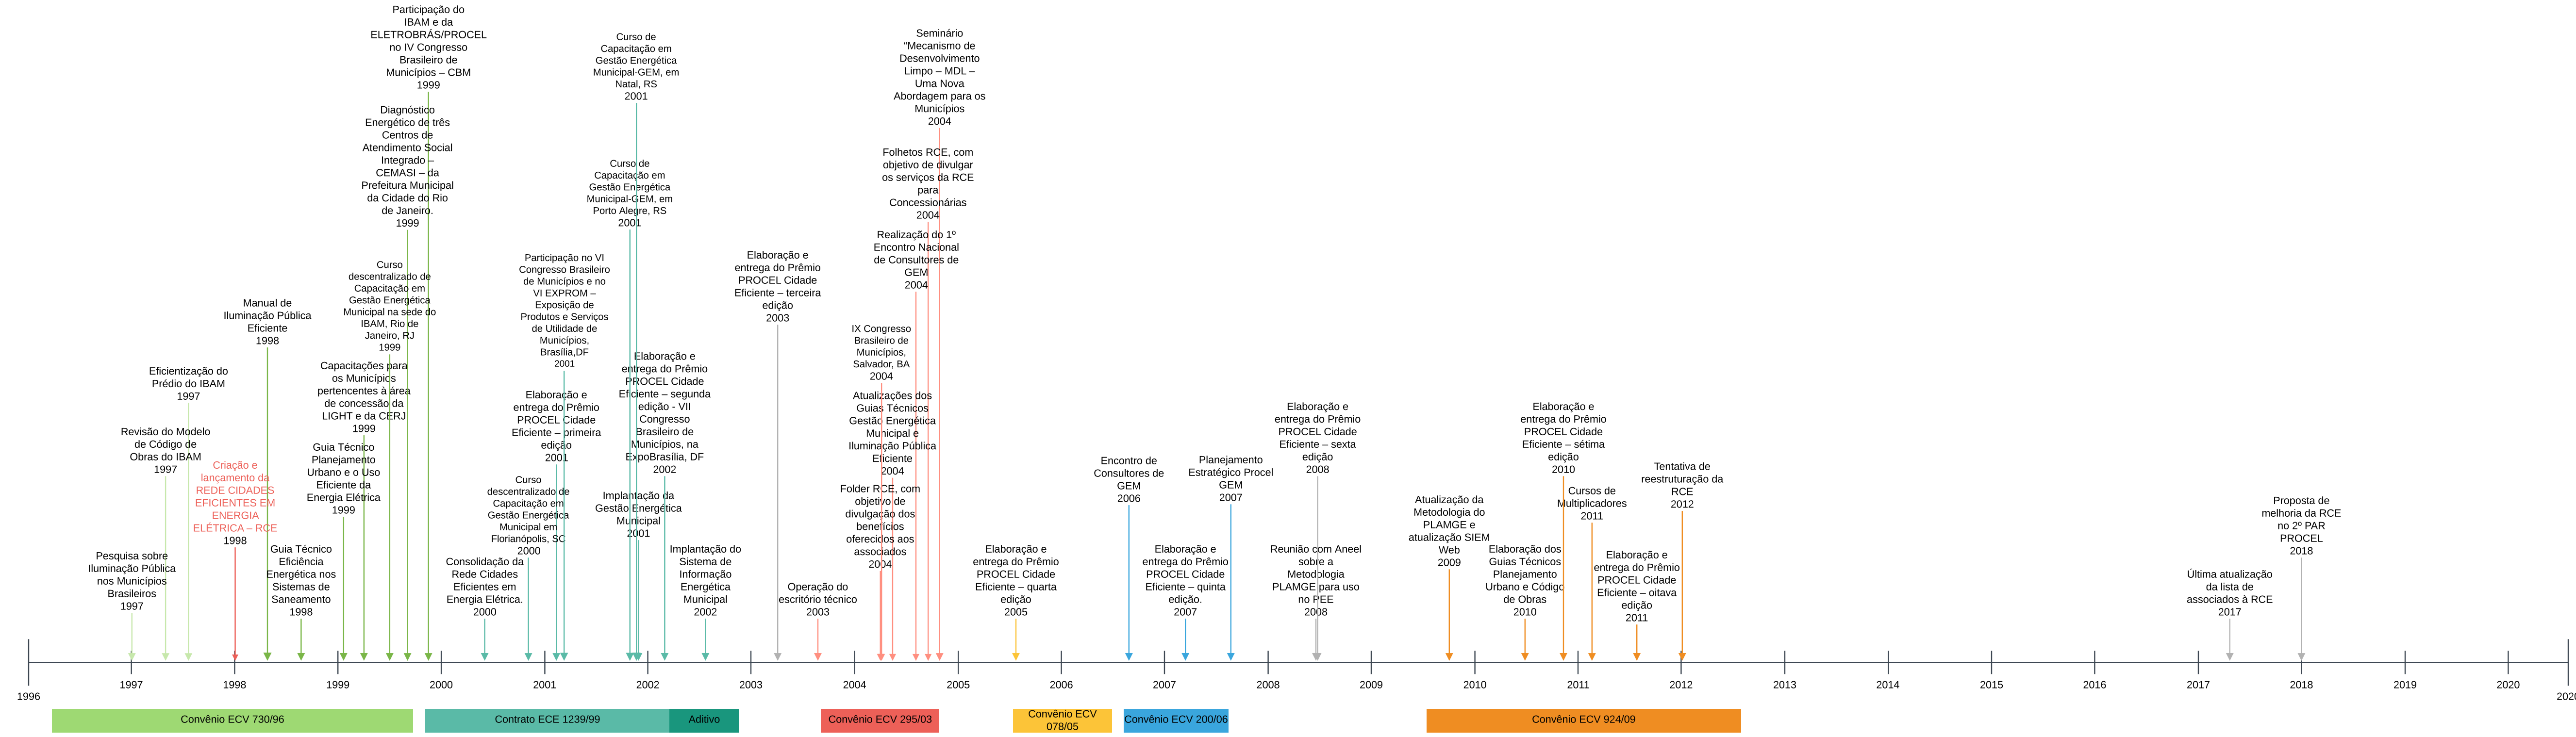 Pesquisa sobre
Iluminação Pública
nos Municípios
Brasileiros
1997
Revisão do Modelo
de Código de
Obras do IBAM
1997
Eficientização do
Prédio do IBAM
1997
Criação e
lançamento da
REDE CIDADES
EFICIENTES EM
ENERGIA
ELÉTRICA – RCE
1998
Manual de
Iluminação Pública
Eficiente
1998
Guia Técnico
Eficiência
Energética nos
Sistemas de
Saneamento
1998
Guia Técnico
Planejamento
Urbano e o Uso
Eficiente da
Energia Elétrica
1999
Capacitações para
os Municípios
pertencentes à área
de concessão da
LIGHT e da CERJ
1999
Curso
descentralizado de
Capacitação em
Gestão Energética
Municipal na sede do
IBAM, Rio de
Janeiro, RJ
1999
Diagnóstico
Energético de três
Centros de
Atendimento Social
Integrado –
CEMASI – da
Prefeitura Municipal
da Cidade do Rio
de Janeiro.
1999
Participação do
IBAM e da
ELETROBRÁS/PROCEL
no IV Congresso
Brasileiro de
Municípios – CBM
1999
Consolidação da
Rede Cidades
Eficientes em
Energia Elétrica.
2000
Curso
descentralizado de
Capacitação em
Gestão Energética
Municipal em
Florianópolis, SC
2000
Elaboração e
entrega do Prêmio
PROCEL Cidade
Eficiente – primeira
edição
2001
Participação no VI
Congresso Brasileiro
de Municípios e no
VI EXPROM –
Exposição de
Produtos e Serviços
de Utilidade de
Municípios,
Brasília,DF
2001
Curso de
Capacitação em
Gestão Energética
Municipal-GEM, em
Porto Alegre, RS
2001
Curso de
Capacitação em
Gestão Energética
Municipal-GEM, em
Natal, RS
2001
Implantação da
Gestão Energética
Municipal
2001
Elaboração e
entrega do Prêmio
PROCEL Cidade
Eficiente – segunda
edição - VII
Congresso
Brasileiro de
Municípios, na
ExpoBrasília, DF
2002
Implantação do
Sistema de
Informação
Energética
Municipal
2002
Elaboração e
entrega do Prêmio
PROCEL Cidade
Eficiente – terceira
edição
2003
Operação do
escritório técnico
2003
Folder RCE, com
objetivo de
divulgação dos
benefícios
oferecidos aos
associados
2004
IX Congresso
Brasileiro de
Municípios,
Salvador, BA
2004
Atualizações dos
Guias Técnicos
Gestão Energética
Municipal e
Iluminação Pública
Eficiente
2004
Realização do 1º
Encontro Nacional
de Consultores de
GEM
2004
Folhetos RCE, com
objetivo de divulgar
os serviços da RCE
para
Concessionárias
2004
Seminário
“Mecanismo de
Desenvolvimento
Limpo – MDL –
Uma Nova
Abordagem para os
Municípios
2004
Elaboração e
entrega do Prêmio
PROCEL Cidade
Eficiente – quarta
edição
2005
Encontro de
Consultores de
GEM
2006
Elaboração e
entrega do Prêmio
PROCEL Cidade
Eficiente – quinta
edição.
2007
Planejamento
Estratégico Procel
GEM
2007
Reunião com Aneel
sobre a
Metodologia
PLAMGE para uso
no PEE
2008
Elaboração e
entrega do Prêmio
PROCEL Cidade
Eficiente – sexta
edição
2008
Atualização da
Metodologia do
PLAMGE e
atualização SIEM
Web
2009
Elaboração dos
Guias Técnicos
Planejamento
Urbano e Código
de Obras
2010
Elaboração e
entrega do Prêmio
PROCEL Cidade
Eficiente – sétima
edição
2010
Cursos de
Multiplicadores
2011
Elaboração e
entrega do Prêmio
PROCEL Cidade
Eficiente – oitava
edição
2011
Tentativa de
reestruturação da
RCE
2012
Última atualização
da lista de
associados à RCE
2017
Proposta de
melhoria da RCE
no 2º PAR
PROCEL
2018
1996
1997
1998
1999
2000
2001
2002
2003
2004
2005
2006
2007
2008
2009
2010
2011
2012
2013
2014
2015
2016
2017
2018
2019
2020
Convênio ECV 730/96
Contrato ECE 1239/99
Aditivo
Convênio ECV 295/03
Convênio ECV
078/05
Convênio ECV 200/06
Convênio ECV 924/09